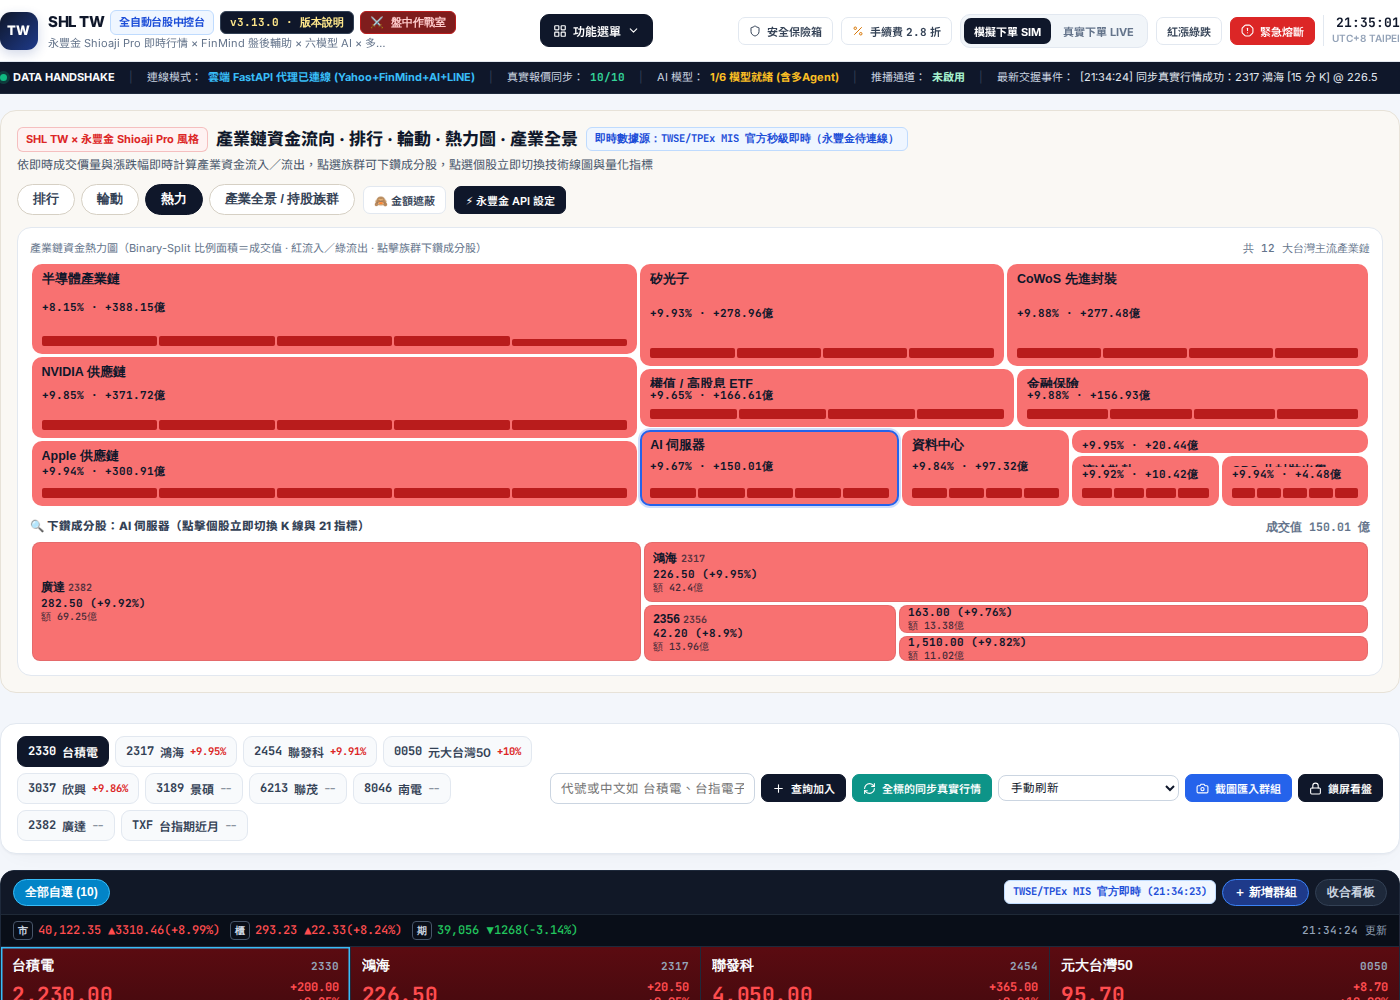 TW
SHL TW 全自動台股中控台 v3.13.0 · 版本說明 ⚔️ 盤中作戰室
永豐金 Shioaji Pro 即時行情 × FinMind 盤後輔助 × 六模型 AI × 多...
功能選單
安全保險箱
手續費 2.8 折
模擬下單 SIM 真實下單 LIVE
紅漲綠跌
緊急熔斷
21:35:01
UTC+8 TAIPEI
DATA HANDSHAKE 連線模式： 雲端 FastAPI 代理已連線 (Yahoo+FinMind+AI+LINE) 真實報價同步： 10/10 AI 模型： 1/6 模型就緒 (含多Agent) 推播通道： 未啟用 最新交握事件： [21:34:24] 同步真實行情成功：2317 鴻海 [15 分 K] @ 226.5
SHL TW × 永豐金 Shioaji Pro 風格 產業鏈資金流向 · 排行 · 輪動 · 熱力圖 · 產業全景 即時數據源：TWSE/TPEx MIS 官方秒級即時（永豐金待連線）
依即時成交價量與漲跌幅即時計算產業資金流入／流出，點選族群可下鑽成分股，點選個股立即切換技術線圖與量化指標
排行 輪動 熱力 產業全景 / 持股族群 🙈 金額遮蔽 ⚡ 永豐金 API 設定
產業鏈資金熱力圖（Binary-Split 比例面積＝成交值 · 紅流入／綠流出 · 點擊族群下鑽成分股） 共 12 大台灣主流產業鏈
半導體產業鏈
+8.15% · +388.15億
矽光子
+9.93% · +278.96億
CoWoS 先進封裝
+9.88% · +277.48億
NVIDIA 供應鏈
+9.85% · +371.72億
權值 / 高股息 ETF
+9.65% · +166.61億
金融保險
+9.88% · +156.93億
Apple 供應鏈
+9.94% · +300.91億
AI 伺服器
+9.67% · +150.01億
資料中心
+9.84% · +97.32億
+9.95% · +20.44億
+9.92% · +10.42億
+9.94% · +4.48億
🔍 下鑽成分股：AI 伺服器（點擊個股立即切換 K 線與 21 指標） 成交值 150.01 億
廣達 2382
282.50 (+9.92%)
額 69.25億
鴻海 2317
226.50 (+9.95%)
額 42.4億
2356 2356
42.20 (+8.9%)
額 13.96億
163.00 (+9.76%)
額 13.38億
1,510.00 (+9.82%)
額 11.02億
2330 台積電 2317 鴻海 +9.95% 2454 聯發科 +9.91% 0050 元大台灣50 +10%
3037 欣興 +9.86% 3189 景碩 -- 6213 聯茂 -- 8046 南電 --
2382 廣達 -- TXF 台指期近月 --
代號或中文如 台積電、台指電子 查詢加入 全標的同步真實行情 手動刷新 截圖匯入群組 鎖屏看盤
全部自選 (10) TWSE/TPEx MIS 官方即時 (21:34:23) ＋ 新增群組 收合看板
市 40,122.35 ▲3310.46(+8.99%) 櫃 293.23 ▲22.33(+8.24%) 期 39,056 ▼1268(-3.14%) 21:34:24 更新
台積電 2330
2,230.00 +200.00
鴻海 2317
226.50 +20.50
聯發科 2454
4,050.00 +365.00
元大台灣50 0050
95.70 +8.70